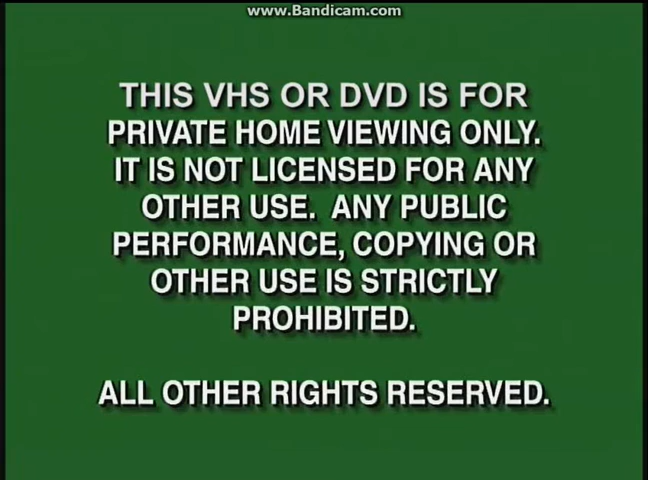 www.Bandicam.com
THIS VHS OR DVD IS FOR
PRIVATE HOME VIEWING ONLY.
IT IS NOT LICENSED FOR ANY
OTHER USE. ANY PUBLIC
PERFORMANCE, COPYING OR
OTHER USE IS STRICTLY
PROHIBITED.
ALL OTHER RIGHTS RESERVED.